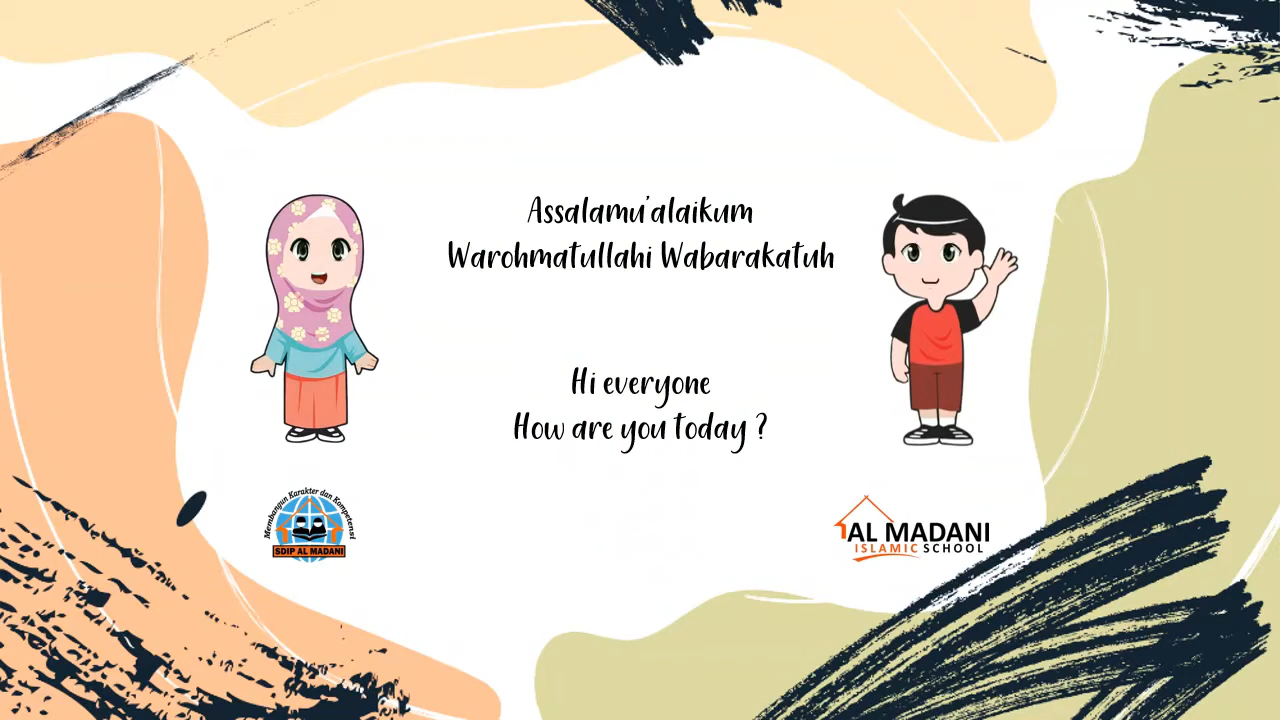 Assalamu'alaikum
Warohmatullahi Wabarakatuh
Hi everyone
How are you today ?
Membangun Karakter dan Kompetensi
SDIP AL MADANI
AL MADANI
ISLAMIC SCHOOL